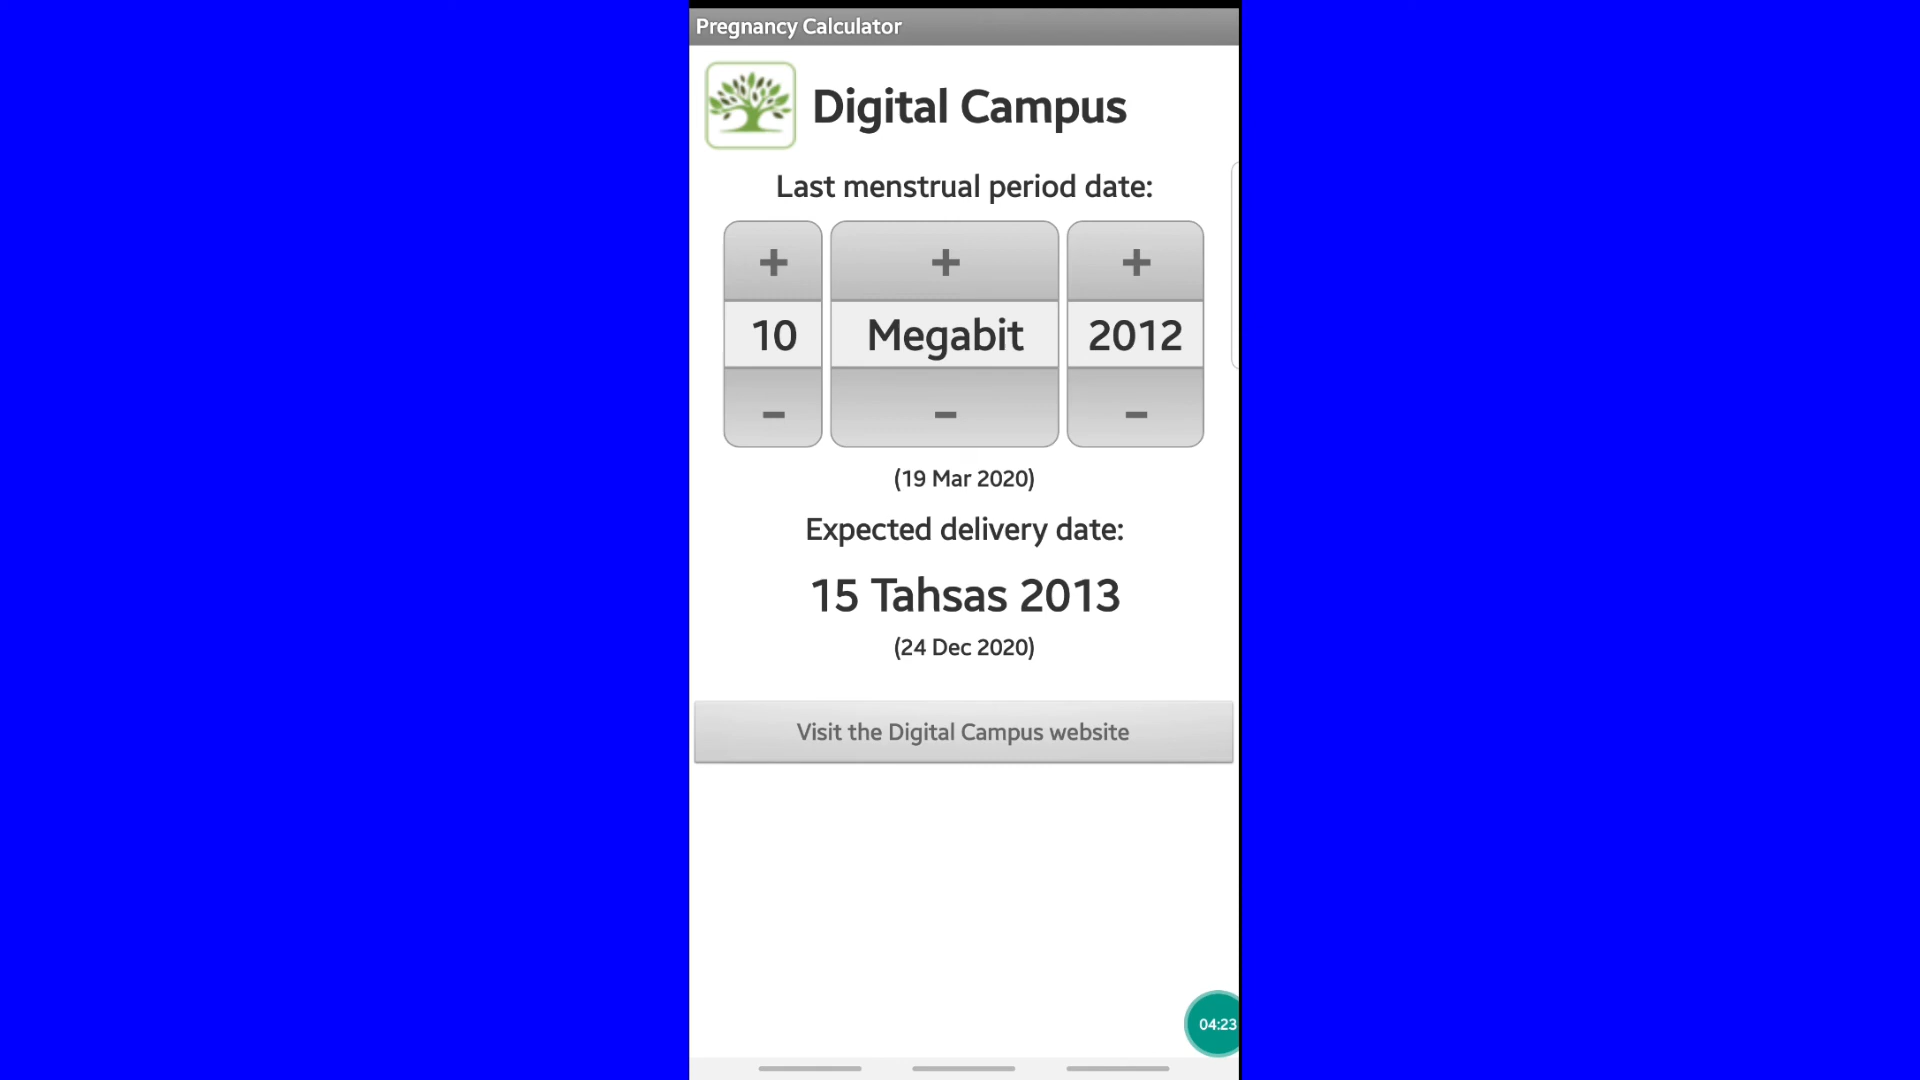 Pregnancy Calculator
Digital Campus
Last menstrual period date:
+ + +
10 Megabit 2012
- - -
(19 Mar 2020)
Expected delivery date:
15 Tahsas 2013
(24 Dec 2020)
Visit the Digital Campus website
04:23